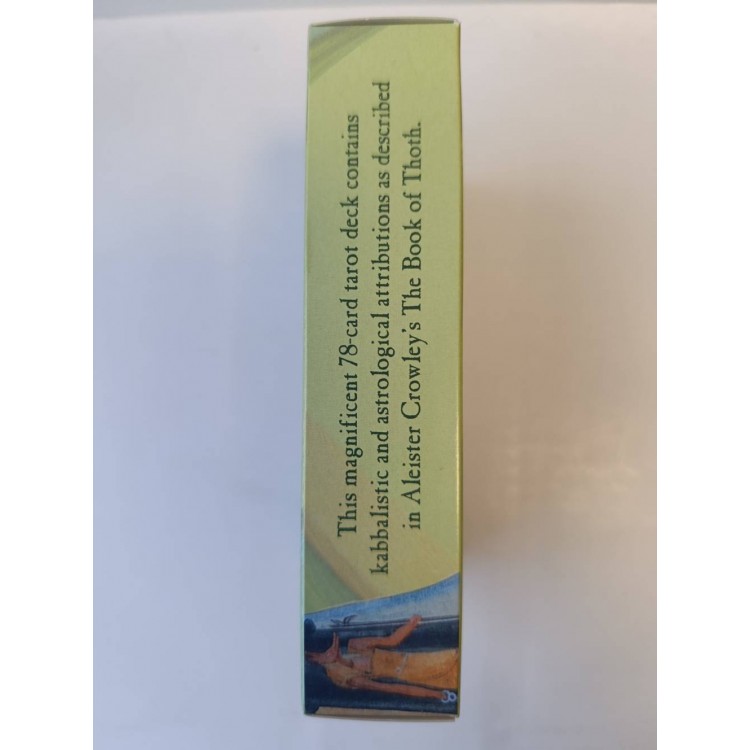 This magnificent 78-card tarot deck contains
kabbalistic and astrological attributions as described
in Aleister Crowley's The Book of Thoth.
8